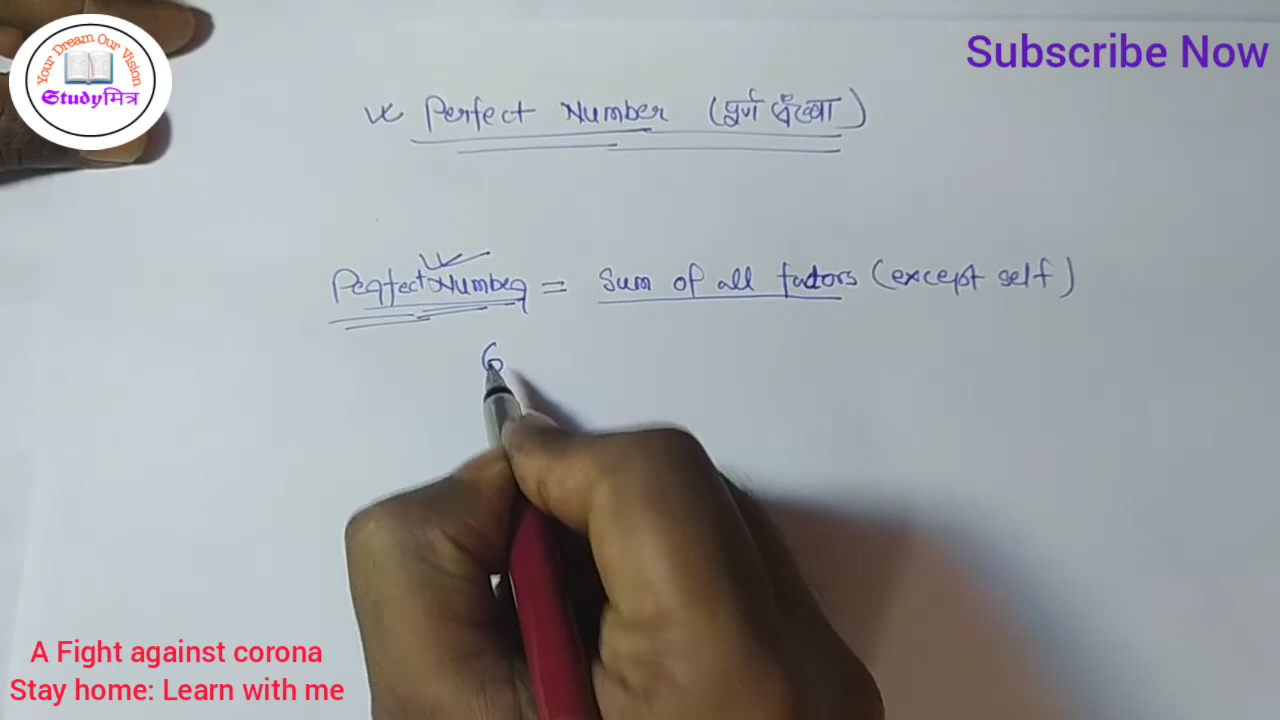 Your Dream Our Vision
Studyमित्र
Subscribe Now
Perfect Number (पुर्ण संख्या)
Perfect Number = Sum of all factors (except self)
6
A Fight against corona
Stay home: Learn with me